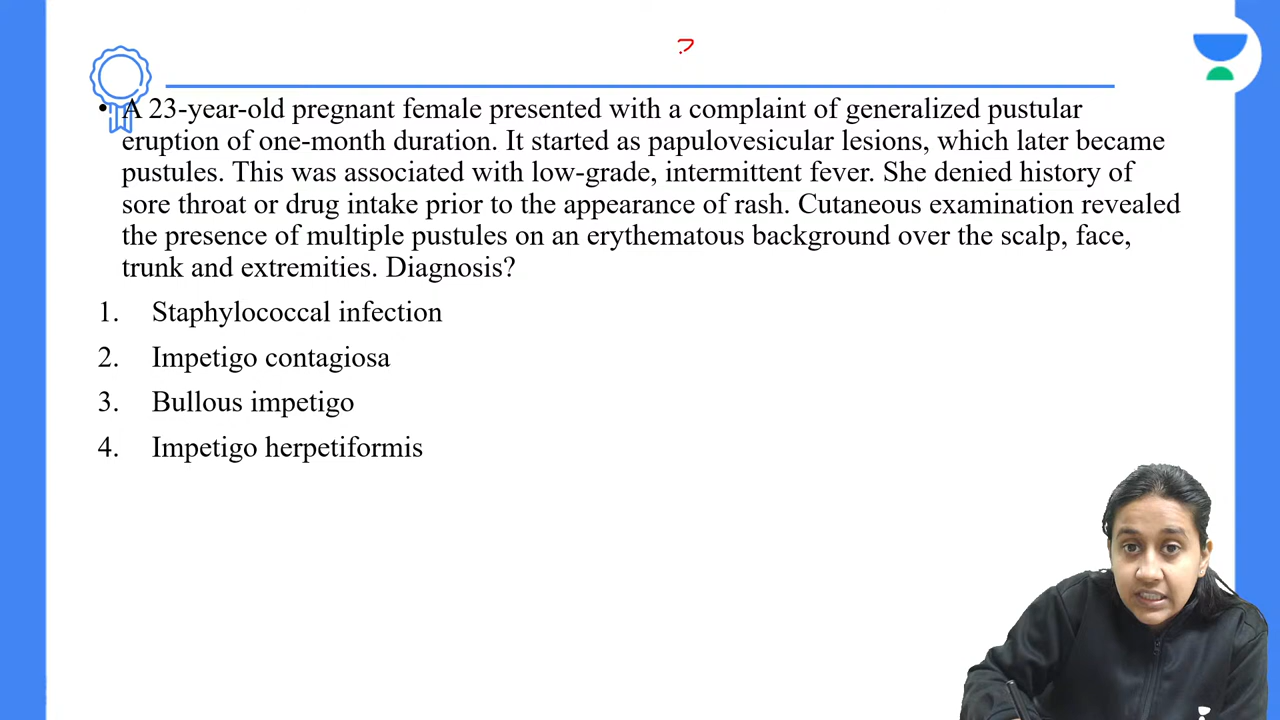 • A 23-year-old pregnant female presented with a complaint of generalized pustular
eruption of one-month duration. It started as papulovesicular lesions, which later became
pustules. This was associated with low-grade, intermittent fever. She denied history of
sore throat or drug intake prior to the appearance of rash. Cutaneous examination revealed
the presence of multiple pustules on an erythematous background over the scalp, face,
trunk and extremities. Diagnosis?
1. Staphylococcal infection
2. Impetigo contagiosa
3. Bullous impetigo
4. Impetigo herpetiformis